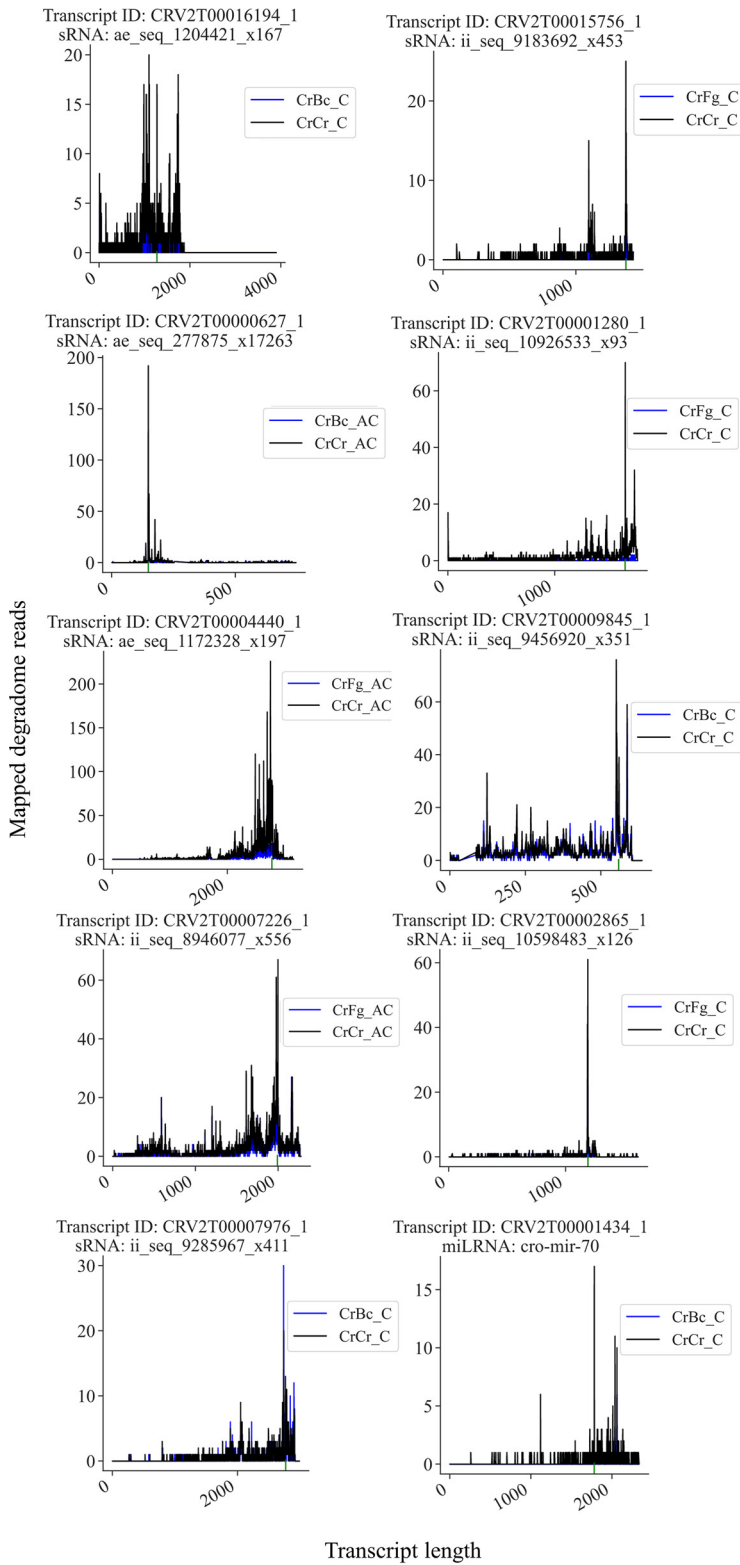 Transcript ID: CRV2T00016194_1
sRNA: ae_seq_1204421_x167
20
15
10
5
0
0
2000
4000
CrBc_C
CrCr_C
Transcript ID: CRV2T00015756_1
sRNA: ii_seq_9183692_x453
20
10
0
0
1000
CrFg_C
CrCr_C
Transcript ID: CRV2T00000627_1
sRNA: ae_seq_277875_x17263
200
150
100
50
0
0
500
CrBc_AC
CrCr_AC
Transcript ID: CRV2T00001280_1
sRNA: ii_seq_10926533_x93
60
40
20
0
0
1000
CrFg_C
CrCr_C
Mapped degradome reads
Transcript ID: CRV2T00004440_1
sRNA: ae_seq_1172328_x197
200
150
100
50
0
0
2000
CrFg_AC
CrCr_AC
Transcript ID: CRV2T00009845_1
sRNA: ii_seq_9456920_x351
60
40
20
0
0
250
500
CrBc_C
CrCr_C
Transcript ID: CRV2T00007226_1
sRNA: ii_seq_8946077_x556
60
40
20
0
0
1000
2000
CrFg_AC
CrCr_AC
Transcript ID: CRV2T00002865_1
sRNA: ii_seq_10598483_x126
60
40
20
0
0
1000
CrFg_C
CrCr_C
Transcript ID: CRV2T00007976_1
sRNA: ii_seq_9285967_x411
30
20
10
0
0
2000
CrBc_C
CrCr_C
Transcript ID: CRV2T00001434_1
miLRNA: cro-mir-70
15
10
5
0
0
1000
2000
CrBc_C
CrCr_C
Transcript length